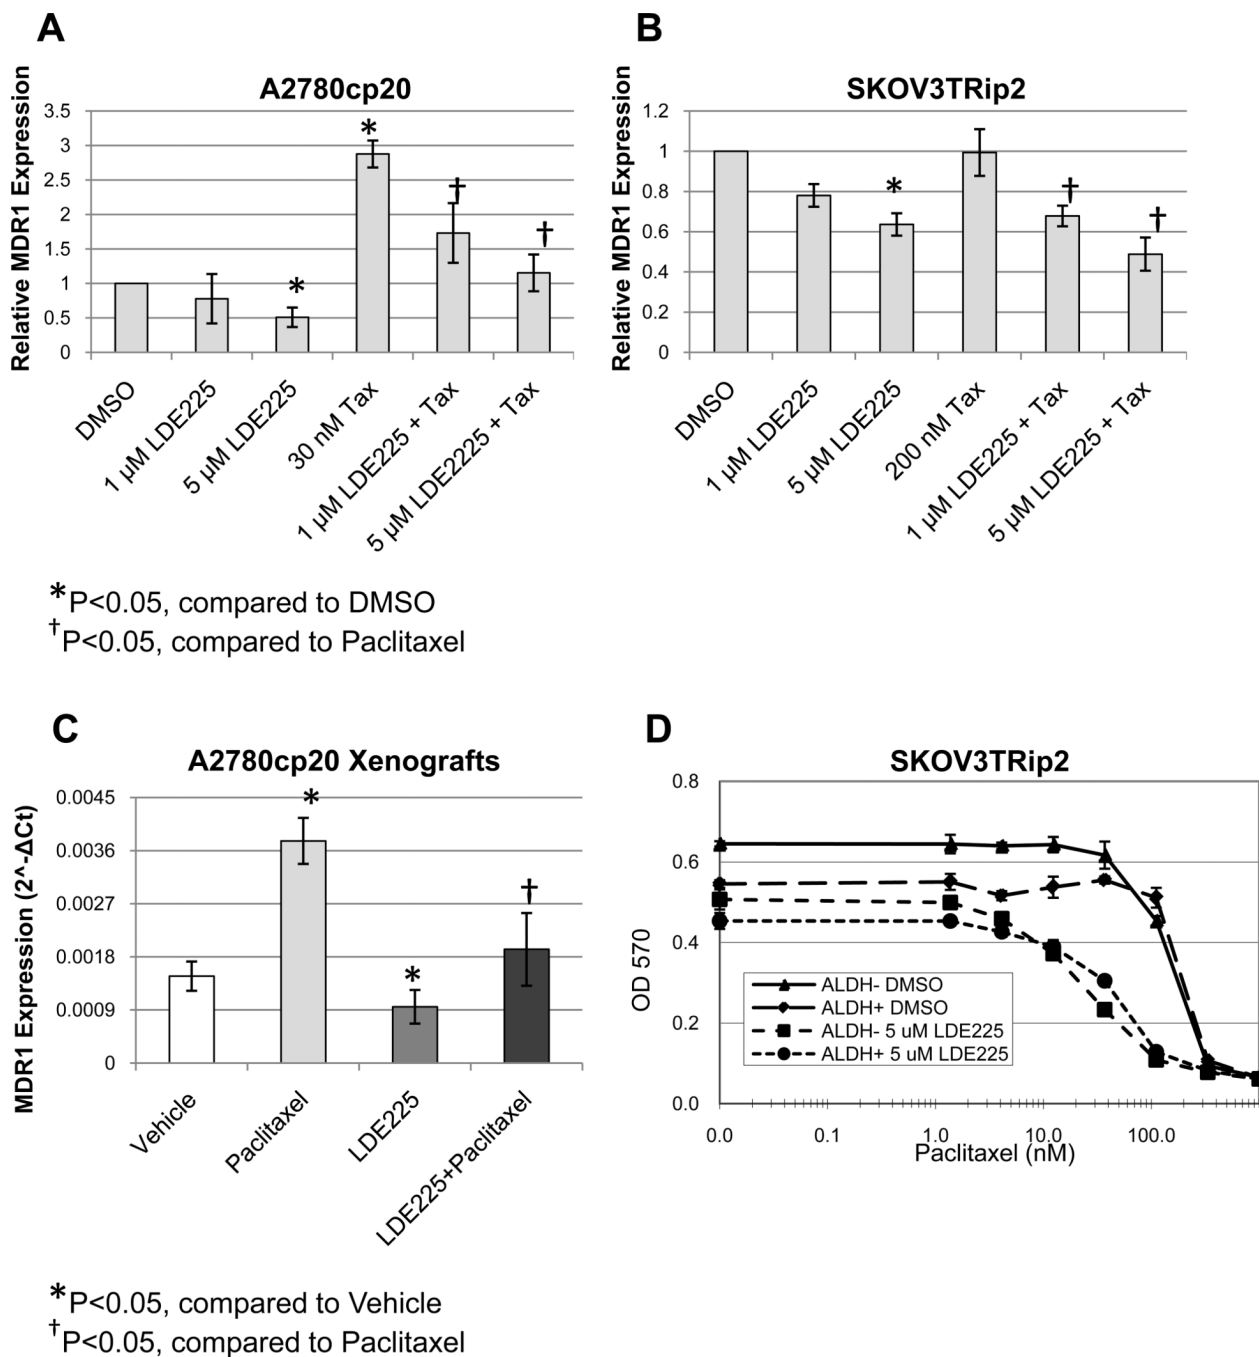 A
A2780cp20
Relative MDR1 Expression
3.5
3
2.5
2
1.5
1
0.5
0
*
*
†
†
DMSO
1 µM LDE225
5 µM LDE225
30 nM Tax
1 µM LDE225 + Tax
5 µM LDE2225 + Tax
B
SKOV3TRip2
Relative MDR1 Expression
1.2
1
0.8
0.6
0.4
0.2
0
*
†
†
DMSO
1 µM LDE225
5 µM LDE225
200 nM Tax
1 µM LDE225 + Tax
5 µM LDE225 + Tax
*P<0.05, compared to DMSO
†P<0.05, compared to Paclitaxel
C
A2780cp20 Xenografts
MDR1 Expression (2^-ΔCt)
0.0045
0.0036
0.0027
0.0018
0.0009
0
*
*
†
Vehicle
Paclitaxel
LDE225
LDE225+Paclitaxel
D
SKOV3TRip2
OD 570
0.8
0.6
0.4
0.2
0.0
ALDH- DMSO
ALDH+ DMSO
ALDH- 5 uM LDE225
ALDH+ 5 uM LDE225
0.0
0.1
1.0
10.0
100.0
Paclitaxel (nM)
*P<0.05, compared to Vehicle
†P<0.05, compared to Paclitaxel